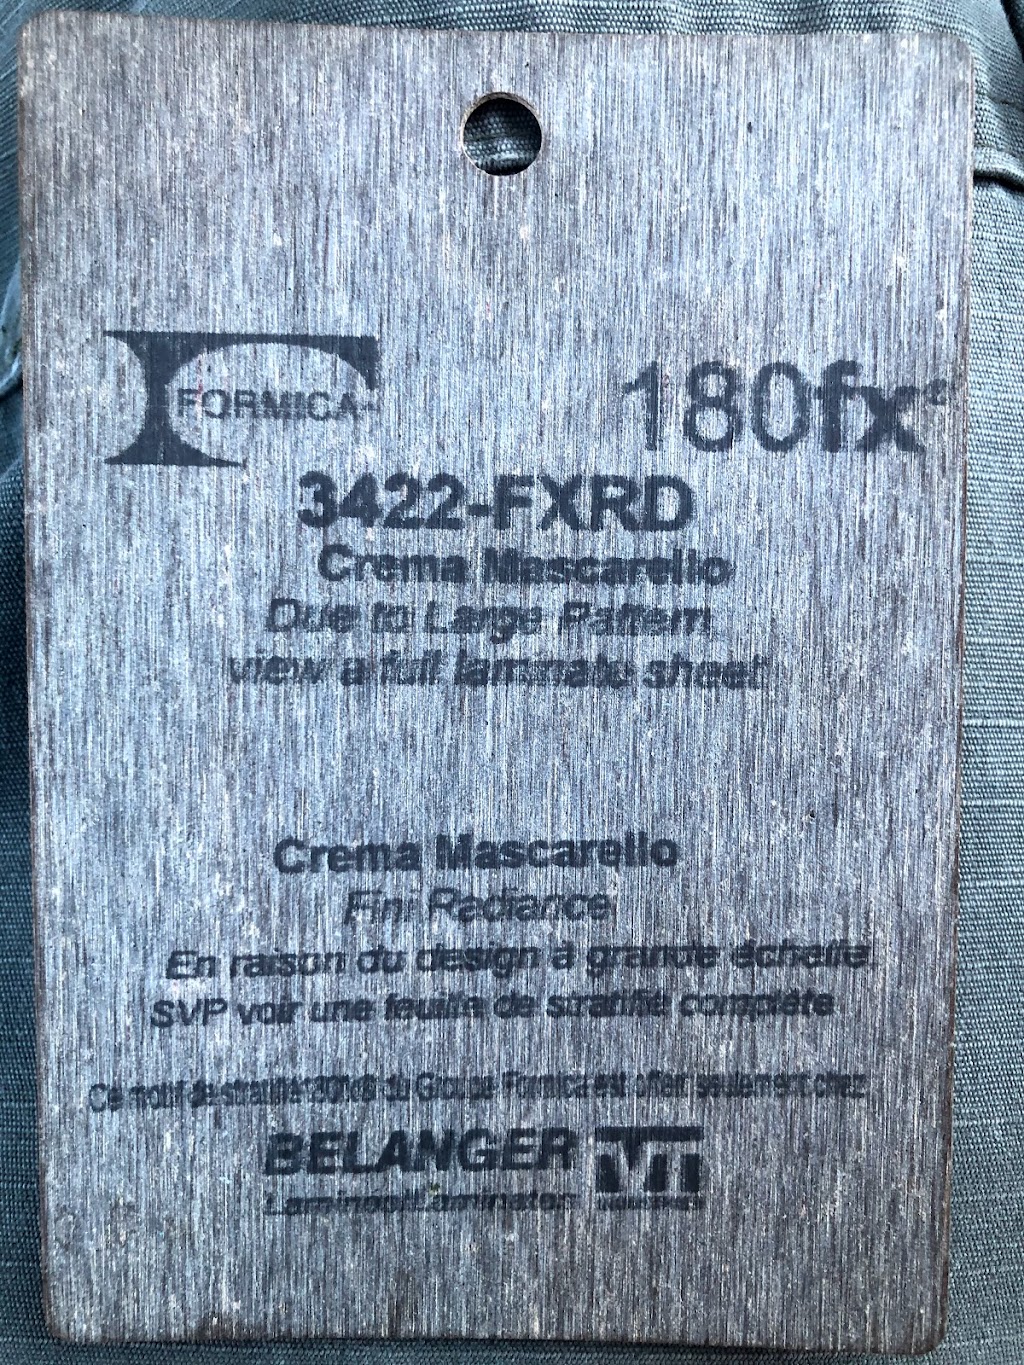 FORMICA
180fx
3422-FXRD
Crema Mascarello
Due to Large Pattern
view a full laminate sheet
Crema Mascarello
Fini Radiance
En raison du design à grande échelle
SVP voir une feuille de stratifié complète
Ce motif de stratifié 180fx du Groupe Formica est offert seulement chez
BELANGER
Laminés/Laminates